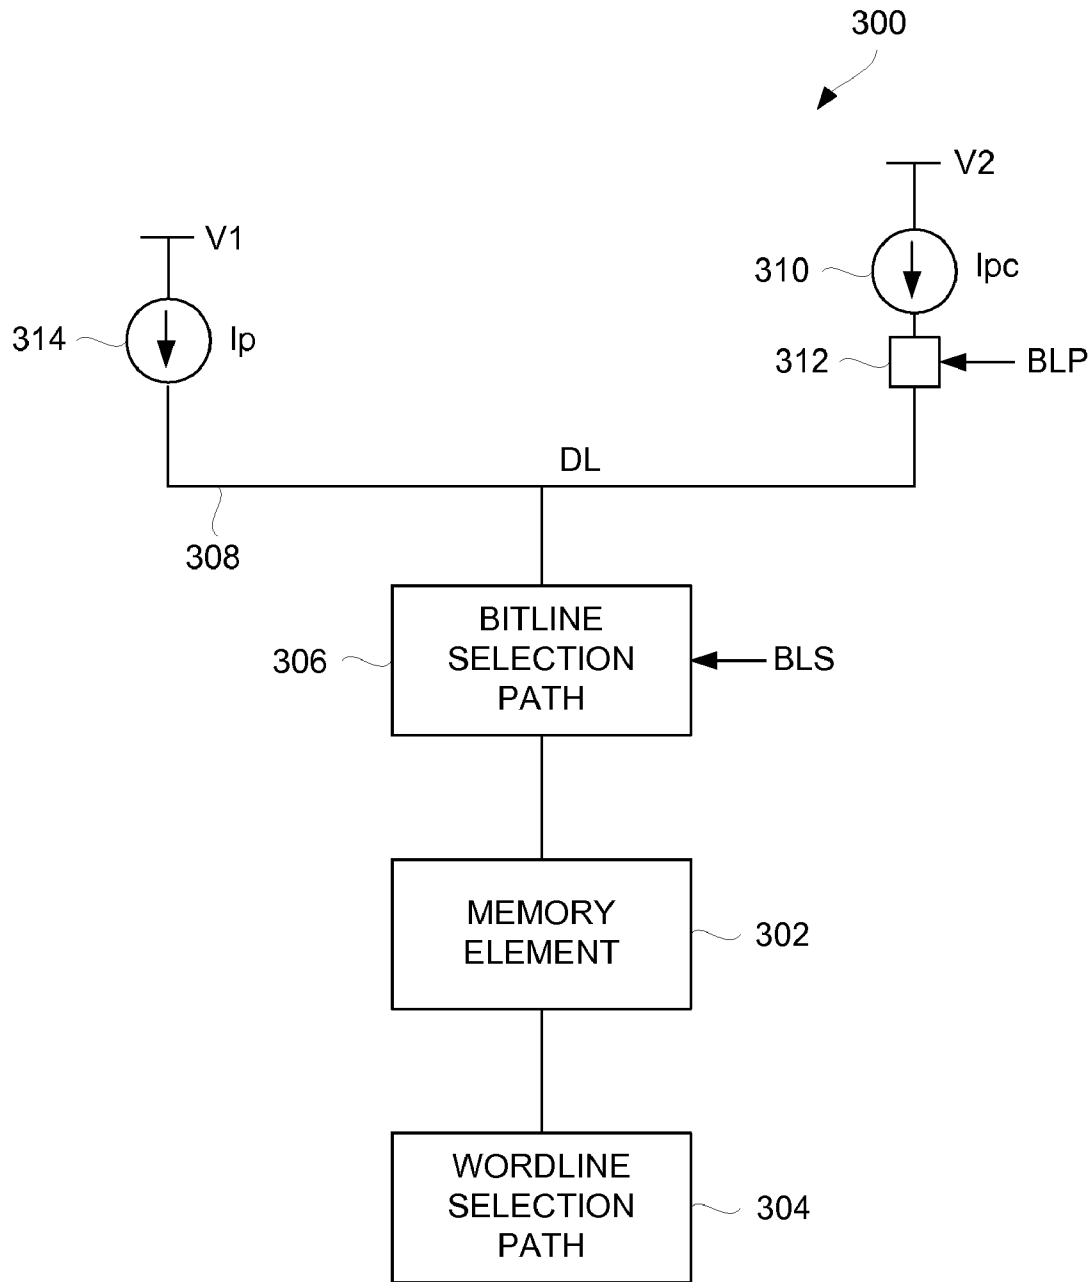 300
V2
V1
310
Ipc
314
Ip
312
BLP
DL
308
BITLINE
SELECTION
PATH
306
BLS
MEMORY
ELEMENT
302
WORDLINE
SELECTION
PATH
304